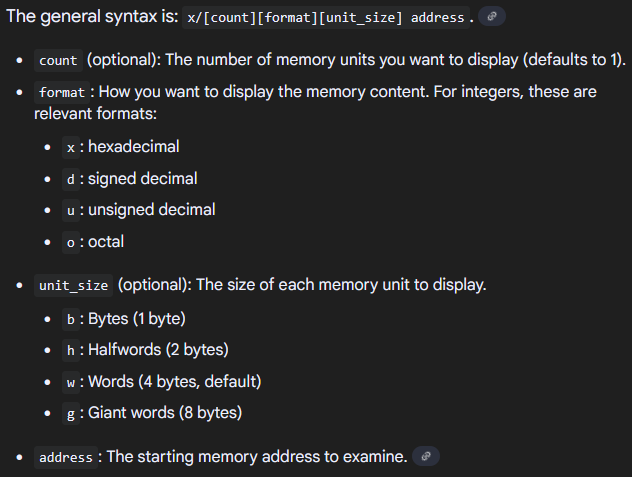 The general syntax is: x/[count][format][unit_size] address.
count (optional): The number of memory units you want to display (defaults to 1).
format: How you want to display the memory content. For integers, these are
relevant formats:
x: hexadecimal
d: signed decimal
u: unsigned decimal
o: octal
unit_size (optional): The size of each memory unit to display.
b: Bytes (1 byte)
h: Halfwords (2 bytes)
w: Words (4 bytes, default)
g: Giant words (8 bytes)
address: The starting memory address to examine.